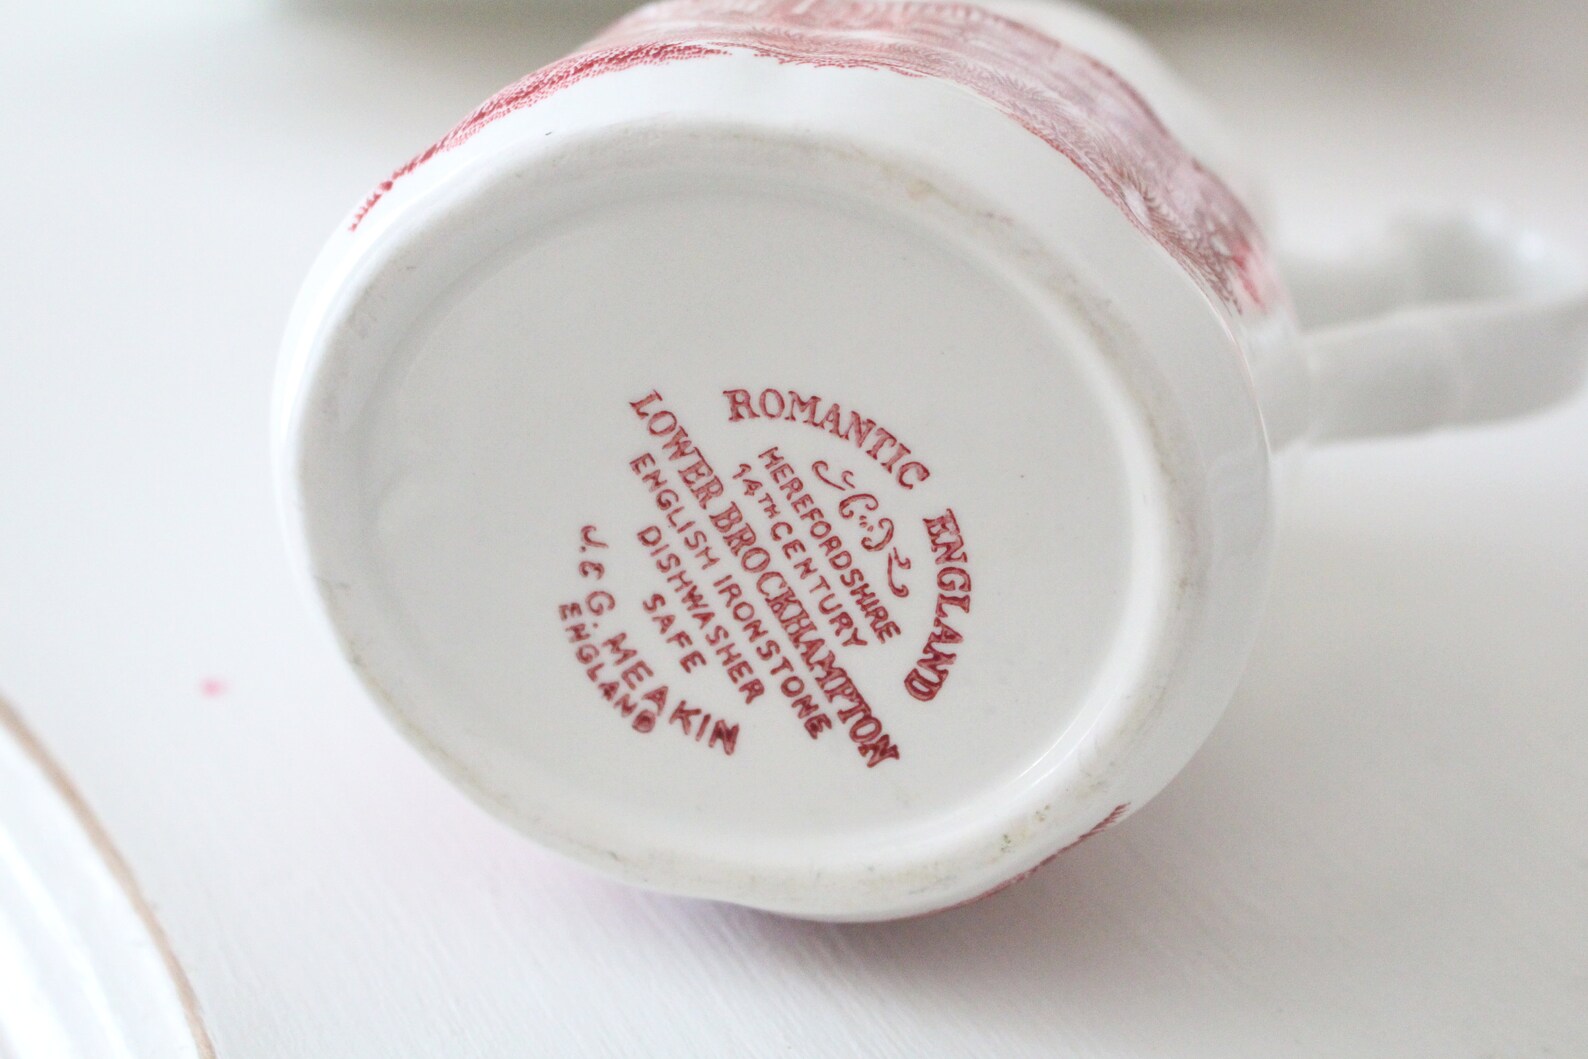 ROMANTIC ENGLAND
HEREFORDSHIRE
14TH CENTURY
LOWER BROCKHAMPTON
ENGLISH IRONSTONE
DISHWASHER
SAFE
J. & G. MEAKIN
ENGLAND